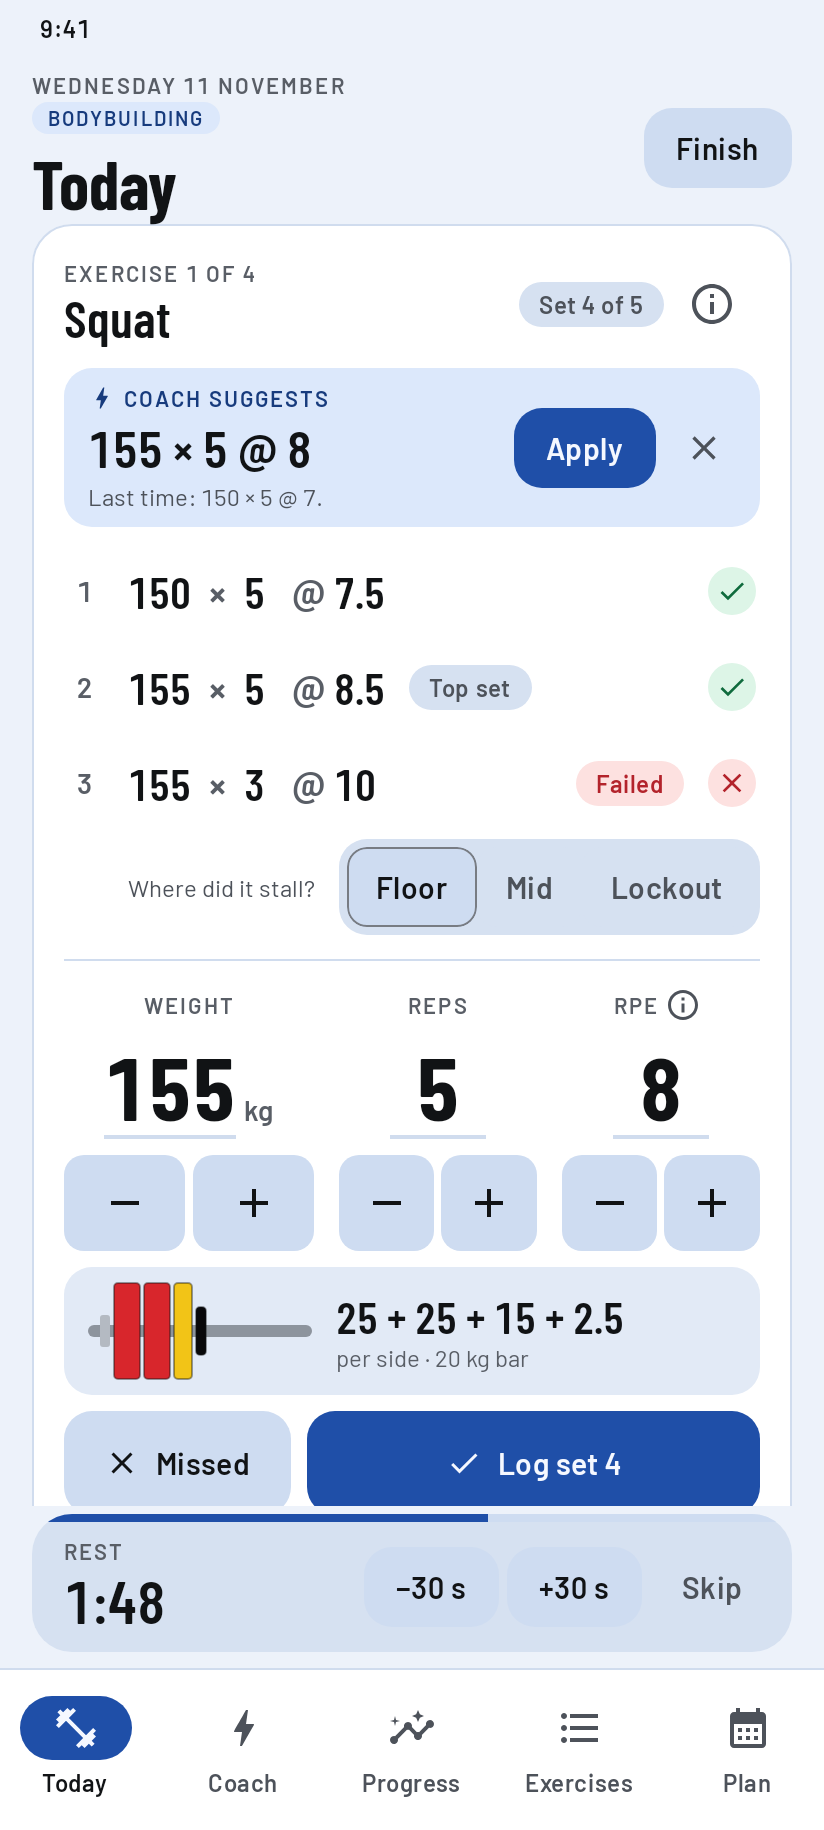 9:41
WEDNESDAY 11 NOVEMBER
BODYBUILDING
Today
Finish
EXERCISE 1 OF 4
Squat
Set 4 of 5
COACH SUGGESTS
155 × 5 @ 8
Last time: 150 × 5 @ 7.
Apply
1 150 × 5 @ 7.5
2 155 × 5 @ 8.5 Top set
3 155 × 3 @ 10 Failed
Where did it stall? Floor Mid Lockout
WEIGHT REPS RPE
155 kg 5 8
25 + 25 + 15 + 2.5
per side · 20 kg bar
Missed Log set 4
REST
1:48
−30 s +30 s Skip
Today Coach Progress Exercises Plan